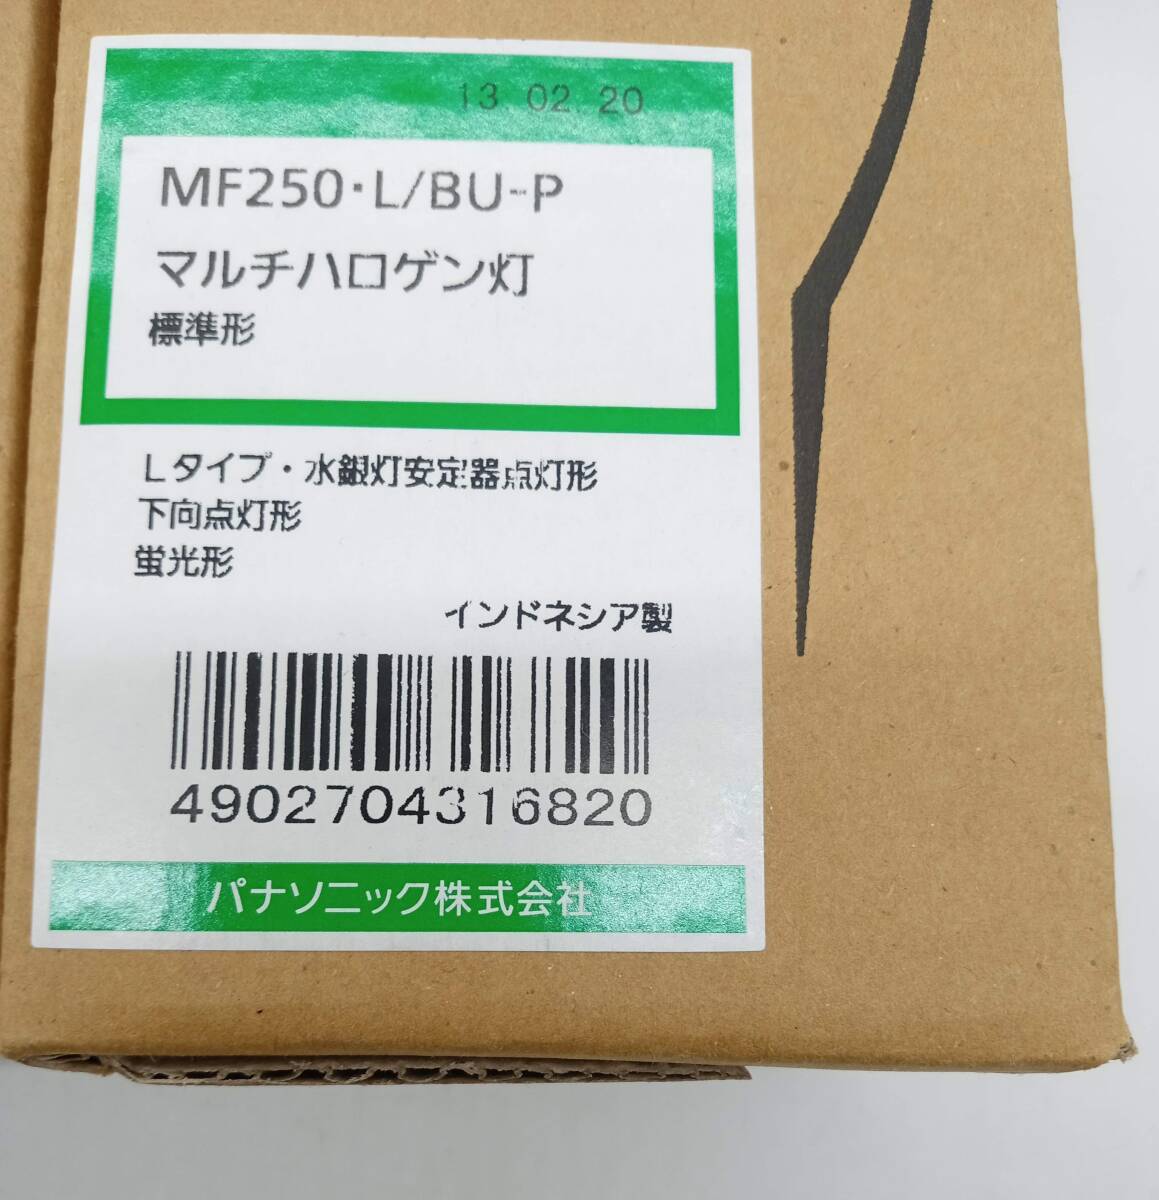 13. 02. 20
MF250・L/BU-P
マルチハロゲン灯
標準形
Lタイプ・水銀灯安定器点灯形
下向点灯形
蛍光形
インドネシア製
4902704316820
パナソニック株式会社